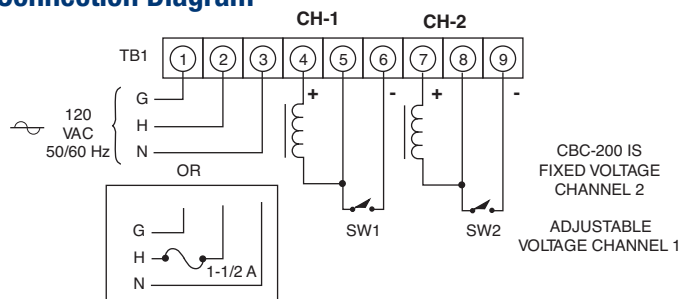 Connection Diagram
CH-1 CH-2
TB1 1 2 3 4 5 6 7 8 9
+ - + -
G
H
N
120
VAC
50/60 Hz
OR
SW1 SW2
G
H
N
1-1/2 A
CBC-200 IS
FIXED VOLTAGE
CHANNEL 2
ADJUSTABLE
VOLTAGE CHANNEL 1